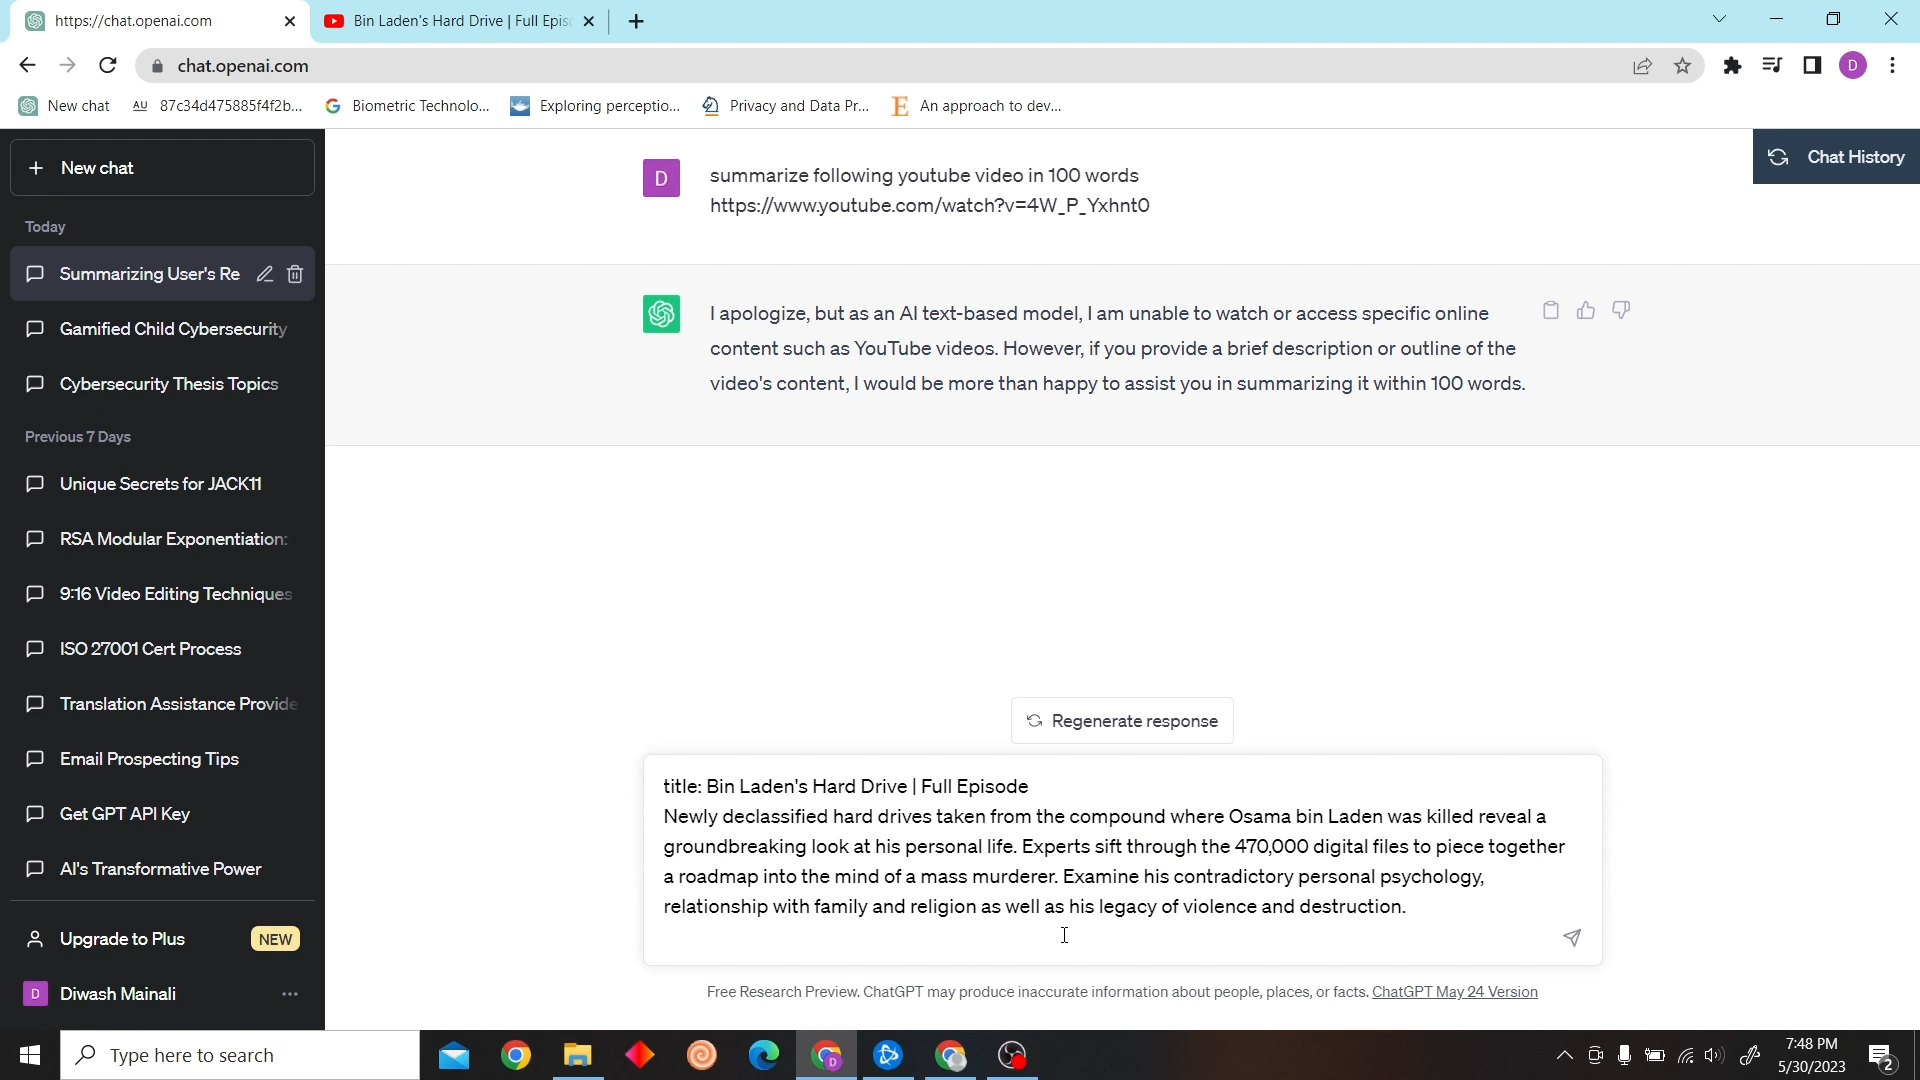 https://chat.openai.com
Bin Laden's Hard Drive | Full Epis
chat.openai.com
New chat
AU 87c34d475885f4f2b...
Biometric Technolo...
Exploring perceptio...
Privacy and Data Pr...
E An approach to dev...
D
New chat
Today
Summarizing User's Re
Gamified Child Cybersecurity
Cybersecurity Thesis Topics
Previous 7 Days
Unique Secrets for JACK11
RSA Modular Exponentiation:
9:16 Video Editing Techniques
ISO 27001 Cert Process
Translation Assistance Provide
Email Prospecting Tips
Get GPT API Key
AI's Transformative Power
Upgrade to Plus
NEW
D Diwash Mainali
Chat History
D
summarize following youtube video in 100 words
https://www.youtube.com/watch?v=4W_P_Yxhnt0
I apologize, but as an AI text-based model, I am unable to watch or access specific online
content such as YouTube videos. However, if you provide a brief description or outline of the
video's content, I would be more than happy to assist you in summarizing it within 100 words.
Regenerate response
title: Bin Laden's Hard Drive | Full Episode
Newly declassified hard drives taken from the compound where Osama bin Laden was killed reveal a
groundbreaking look at his personal life. Experts sift through the 470,000 digital files to piece together
a roadmap into the mind of a mass murderer. Examine his contradictory personal psychology,
relationship with family and religion as well as his legacy of violence and destruction.
Free Research Preview. ChatGPT may produce inaccurate information about people, places, or facts. ChatGPT May 24 Version
Type here to search
D
7:48 PM
5/30/2023
2